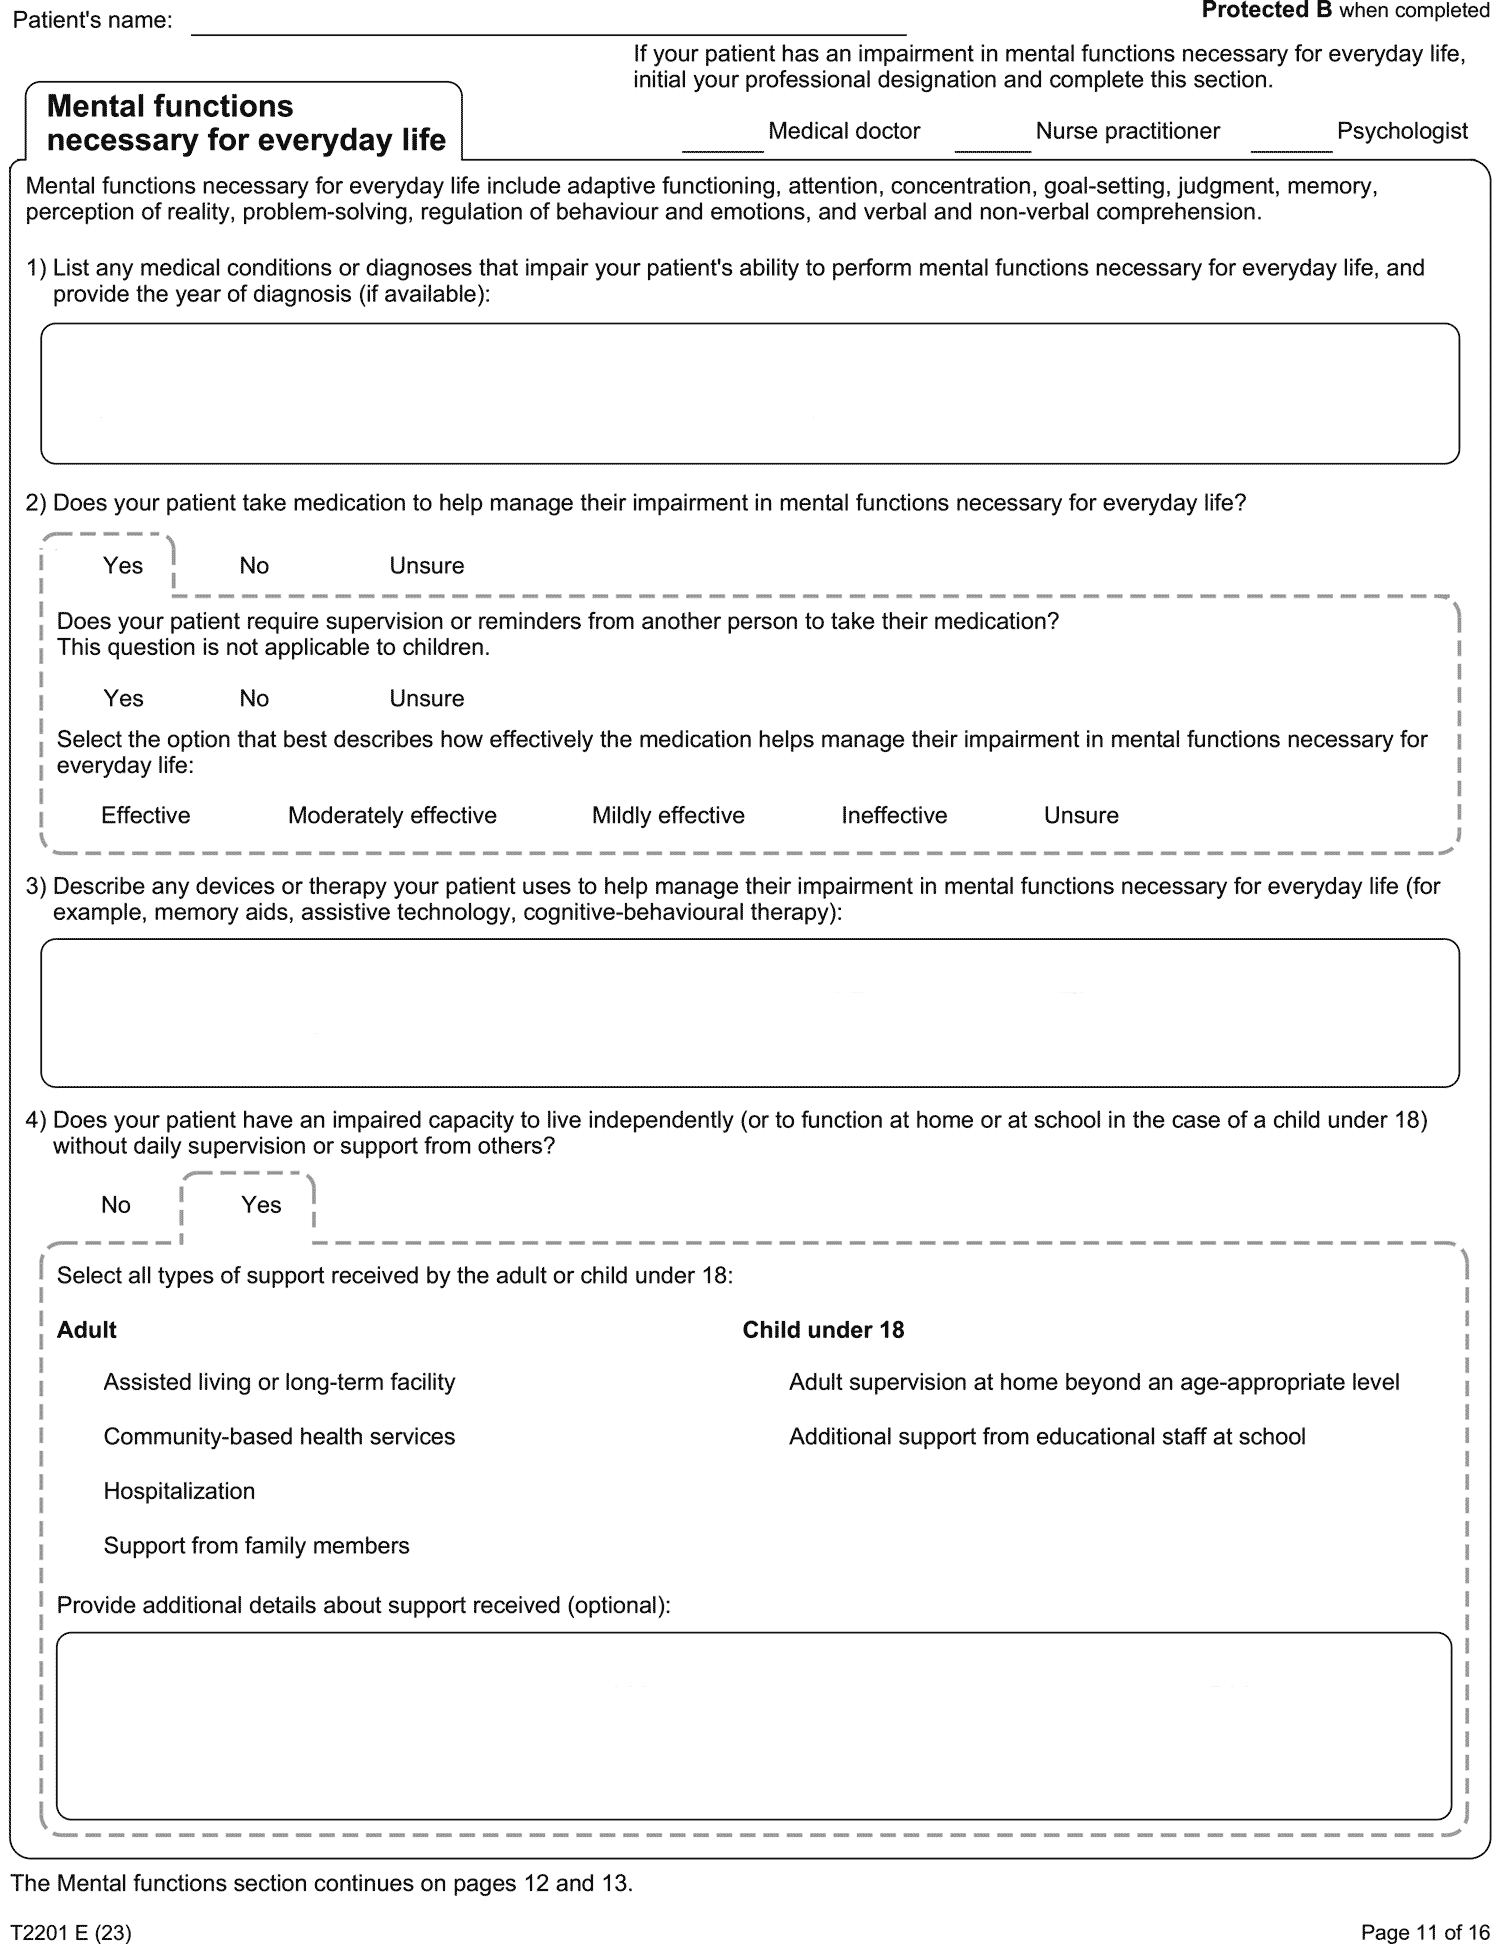 Patient's name:
Protected B when completed
If your patient has an impairment in mental functions necessary for everyday life,
initial your professional designation and complete this section.
Mental functions
necessary for everyday life
Medical doctor
Nurse practitioner
Psychologist
Mental functions necessary for everyday life include adaptive functioning, attention, concentration, goal-setting, judgment, memory,
perception of reality, problem-solving, regulation of behaviour and emotions, and verbal and non-verbal comprehension.
1) List any medical conditions or diagnoses that impair your patient's ability to perform mental functions necessary for everyday life, and
provide the year of diagnosis (if available):
2) Does your patient take medication to help manage their impairment in mental functions necessary for everyday life?
Yes No Unsure
Does your patient require supervision or reminders from another person to take their medication?
This question is not applicable to children.
Yes No Unsure
Select the option that best describes how effectively the medication helps manage their impairment in mental functions necessary for
everyday life:
Effective Moderately effective Mildly effective Ineffective Unsure
3) Describe any devices or therapy your patient uses to help manage their impairment in mental functions necessary for everyday life (for
example, memory aids, assistive technology, cognitive-behavioural therapy):
4) Does your patient have an impaired capacity to live independently (or to function at home or at school in the case of a child under 18)
without daily supervision or support from others?
No Yes
Select all types of support received by the adult or child under 18:
Adult
Assisted living or long-term facility
Community-based health services
Hospitalization
Support from family members
Child under 18
Adult supervision at home beyond an age-appropriate level
Additional support from educational staff at school
Provide additional details about support received (optional):
The Mental functions section continues on pages 12 and 13.
T2201 E (23)
Page 11 of 16